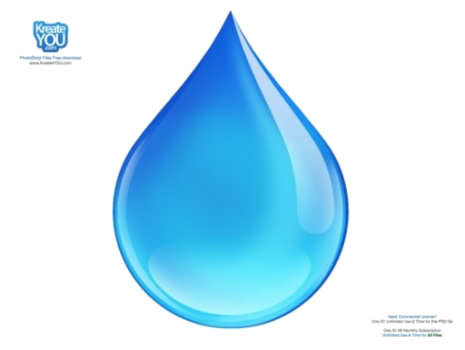 Kreate
YOU
.com
PhotoShop Files Free download
www.KreateYOU.com
Need Commercial License?
Only $1 Unlimited Use & Time for this PSD file
Only $1.99 Monthly Subscription
Unlimited Use & Time for All Files